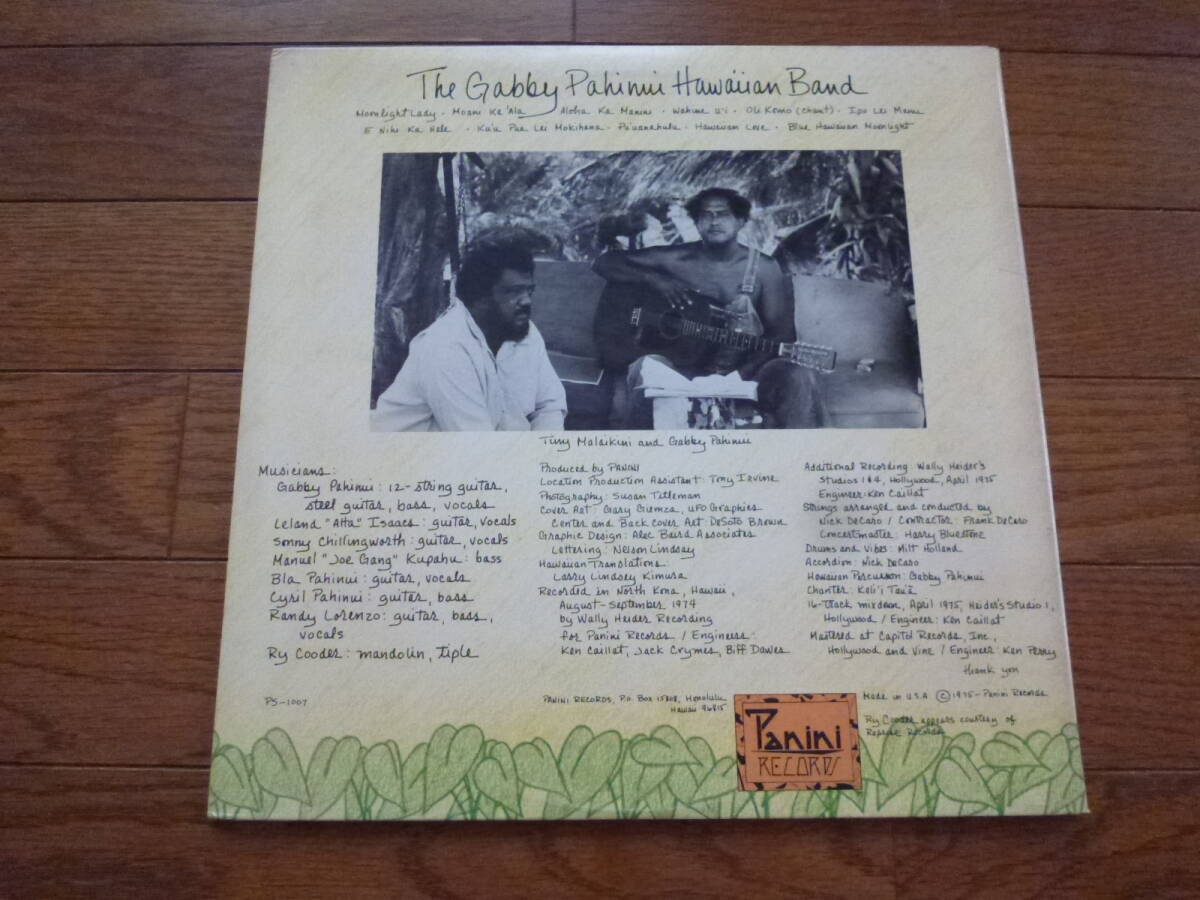 The Gabby Pahinui Hawaiian Band
Moonlight Lady · Moani Ke 'Ala Aloha Ka Manini · Wahine U'i · Oli Komo (chant) · Ipo Lei Manu
E Nihi Ka Hele · Ku'u Pua Lei Mokihana · Pu'uanahulu · Hawaiian Love · Blue Hawaiian Moonlight
Tiny Malaikini and Gabby Pahinui
Musicians:
Gabby Pahinui: 12-string guitar,
steel guitar, bass, vocals
Leland "Atta" Isaacs: guitar, vocals
Sonny Chillingworth: guitar, vocals
Manuel "Joe Gang" Kupahu: bass
Bla Pahinui: guitar, vocals
Cyril Pahinui: guitar, bass
Randy Lorenzo: guitar, bass,
vocals
Ry Cooder: mandolin, tiple
PS-1007
Produced by PANINI
Location Production Assistant: Tony Irvine
Photography: Susan Titleman
Cover Art: Gary Giemza, UFO Graphics
Center and Back cover Art: DeSoto Brown
Graphic Design: Alec Baird Associates
Lettering: Nelson Lindsay
Hawaiian Translations:
Larry Lindsey Kimura
Recorded in North Kona, Hawaii,
August-September 1974
by Wally Heider Recording
for Panini Records / Engineers:
Ken Caillat, Jack Crymes, Biff Dawes
PANINI RECORDS, P.O. Box 15808, Honolulu
Hawaii 96815
Additional Recording: Wally Heider's
Studios 1&4, Hollywood, April 1975
Engineer: Ken Caillat
Strings arranged and conducted by
Nick DeCaro / Contractor: Frank DeCaro
Concertmaster: Harry Bluestone
Drums and Vibes: Milt Holland
Accordion: Nick DeCaro
Hawaiian Percussion: Gabby Pahinui
Chanter: Keli'i Tau'a
16-track mixdown, April 1975, Heider's Studio 1,
Hollywood / Engineer: Ken Caillat
Mastered at Capitol Records, Inc,
Hollywood and Vine / Engineer: Ken Perry
thank you
Panini
RECORDS
Made in U.S.A © 1975 - Panini Records
Ry Cooder appears courtesy of
Reprise Records